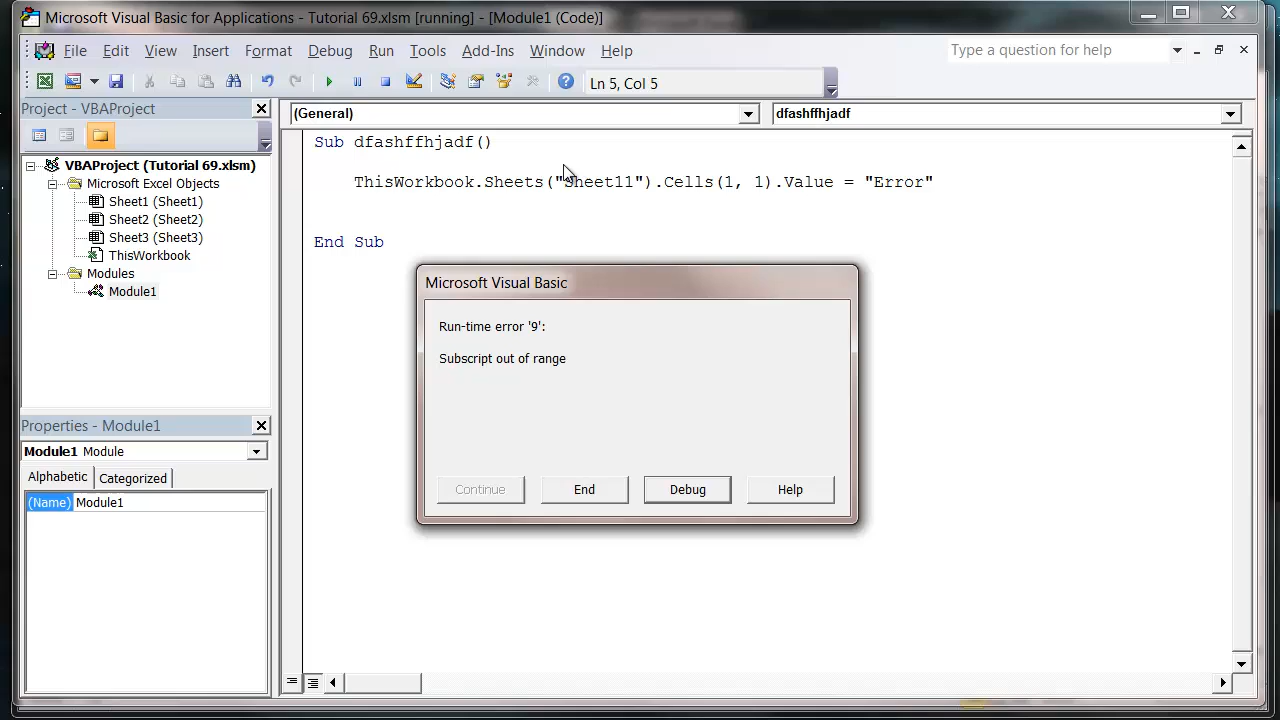 Microsoft Visual Basic for Applications - Tutorial 69.xlsm [running] - [Module1 (Code)]
File Edit View Insert Format Debug Run Tools Add-Ins Window Help
Type a question for help
Ln 5, Col 5
Project - VBAProject
(General)
dfashffhjadf
VBAProject (Tutorial 69.xlsm)
Microsoft Excel Objects
Sheet1 (Sheet1)
Sheet2 (Sheet2)
Sheet3 (Sheet3)
ThisWorkbook
Modules
Module1
Sub dfashffhjadf()
ThisWorkbook.Sheets("Sheet11").Cells(1, 1).Value = "Error"
End Sub
Microsoft Visual Basic
Run-time error '9':
Subscript out of range
Continue
End
Debug
Help
Properties - Module1
Module1 Module
Alphabetic
Categorized
(Name) Module1